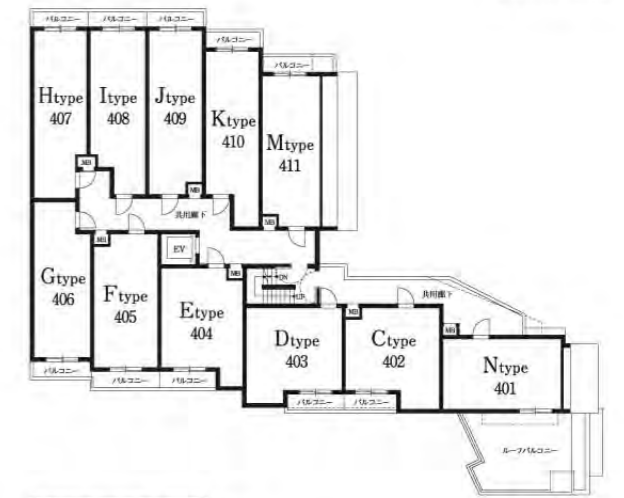 バルコニー バルコニー バルコニー
バルコニー
バルコニー
Htype
407
Itype
408
Jtype
409
Ktype
410
Mtype
411
MB
MB
MB
共用廊下
MB
EV
MB
DN
UP
共用廊下
Gtype
406
Ftype
405
Etype
404
MB
MB
Dtype
403
Ctype
402
Ntype
401
バルコニー
バルコニー バルコニー
バルコニー バルコニー
ルーフバルコニー